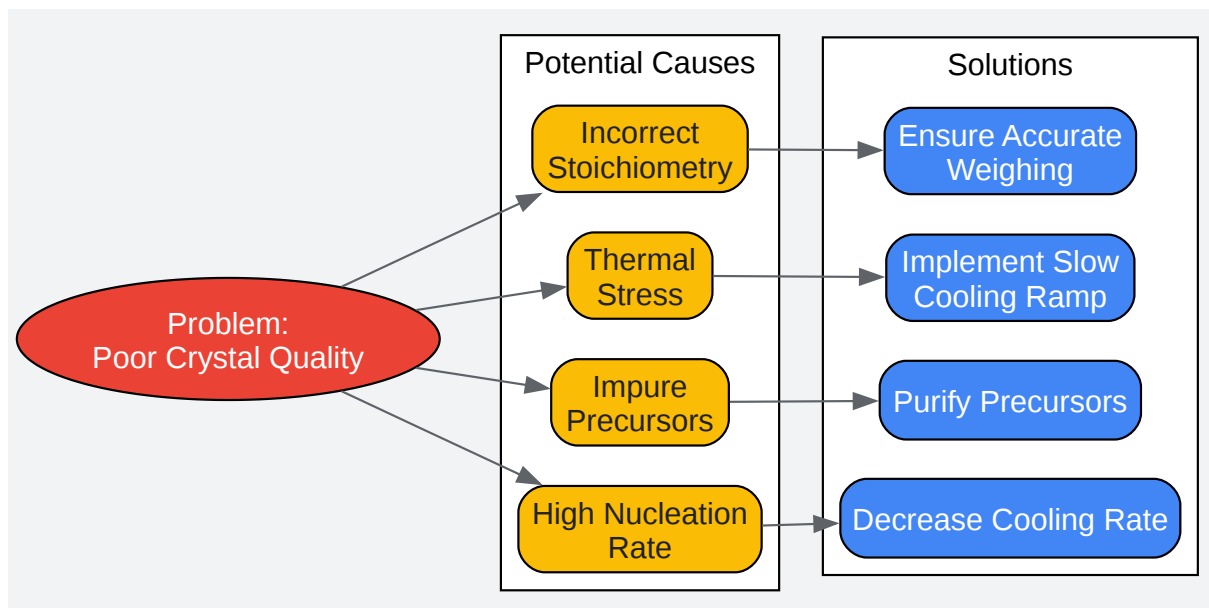 Problem:
Poor Crystal Quality
Potential Causes
Incorrect
Stoichiometry
Thermal
Stress
Impure
Precursors
High Nucleation
Rate
Solutions
Ensure Accurate
Weighing
Implement Slow
Cooling Ramp
Purify Precursors
Decrease Cooling Rate